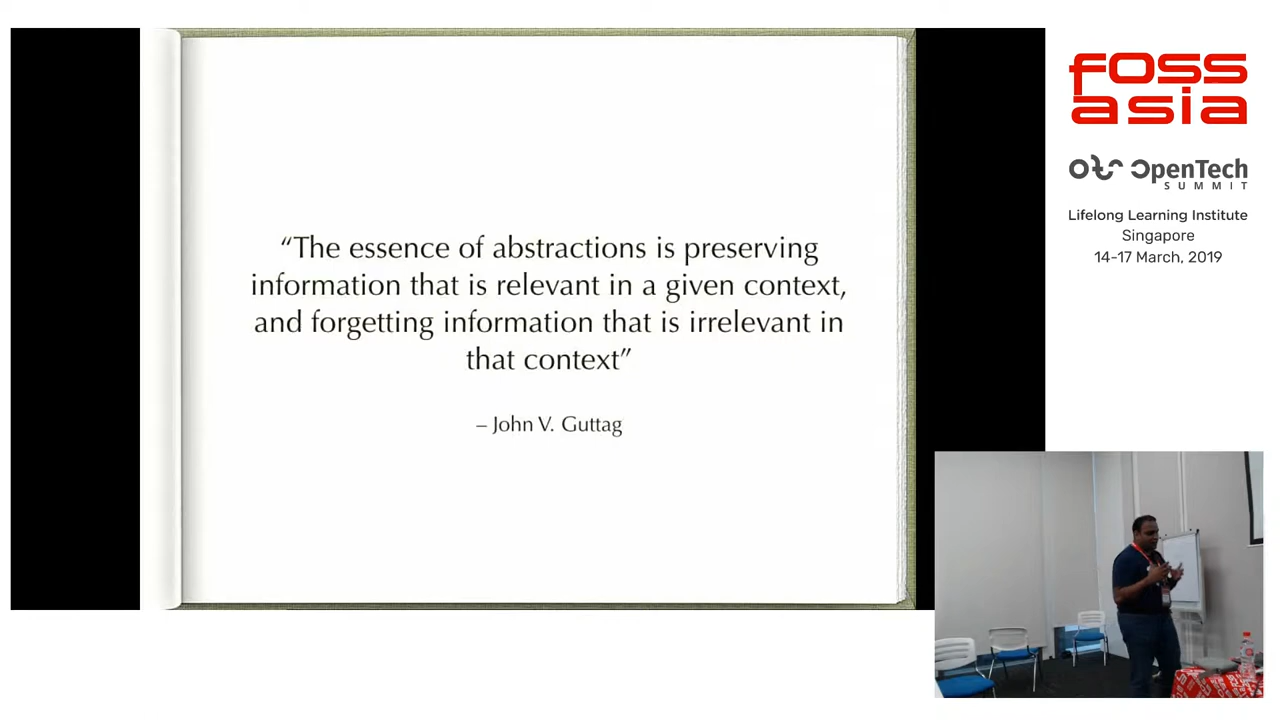 “The essence of abstractions is preserving
information that is relevant in a given context,
and forgetting information that is irrelevant in
that context”
– John V. Guttag
foss
asia
OpenTech
SUMMIT
Lifelong Learning Institute
Singapore
14-17 March, 2019